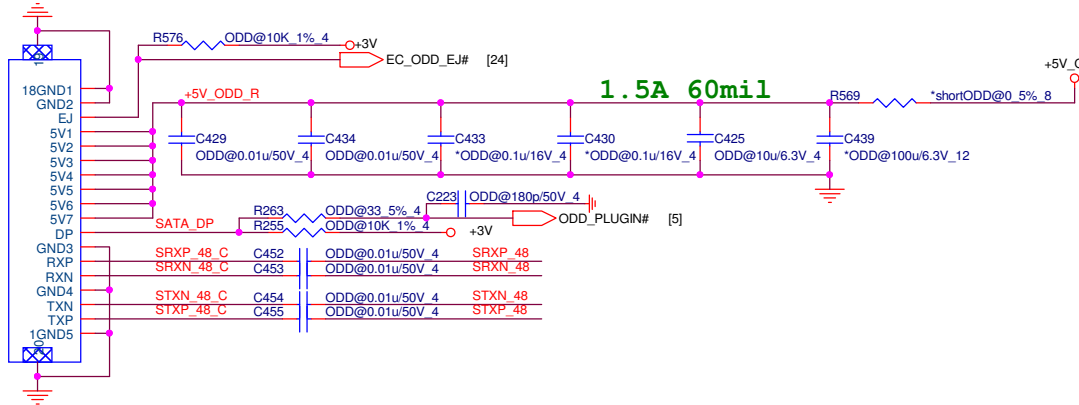 R576 ODD@10K_1%_4 +3V
EC_ODD_EJ# [24]
+5V_O
18GND1
GND2
EJ
5V1
5V2
5V3
5V4
5V5
5V6
5V7
DP
GND3
RXP
RXN
GND4
TXN
TXP
1GND5
+5V_ODD_R
1.5A 60mil
R569 *shortODD@0_5%_8
C429
ODD@0.01u/50V_4
C434
ODD@0.01u/50V_4
C433
*ODD@0.1u/16V_4
C430
*ODD@0.1u/16V_4
C425
ODD@10u/6.3V_4
C439
*ODD@100u/6.3V_12
C223 ODD@180p/50V_4
R263 ODD@33_5%_4
ODD_PLUGIN# [5]
SATA_DP
R255 ODD@10K_1%_4
+3V
SRXP_48_C C452 ODD@0.01u/50V_4 SRXP_48
SRXN_48_C C453 ODD@0.01u/50V_4 SRXN_48
STXN_48_C C454 ODD@0.01u/50V_4 STXN_48
STXP_48_C C455 ODD@0.01u/50V_4 STXP_48